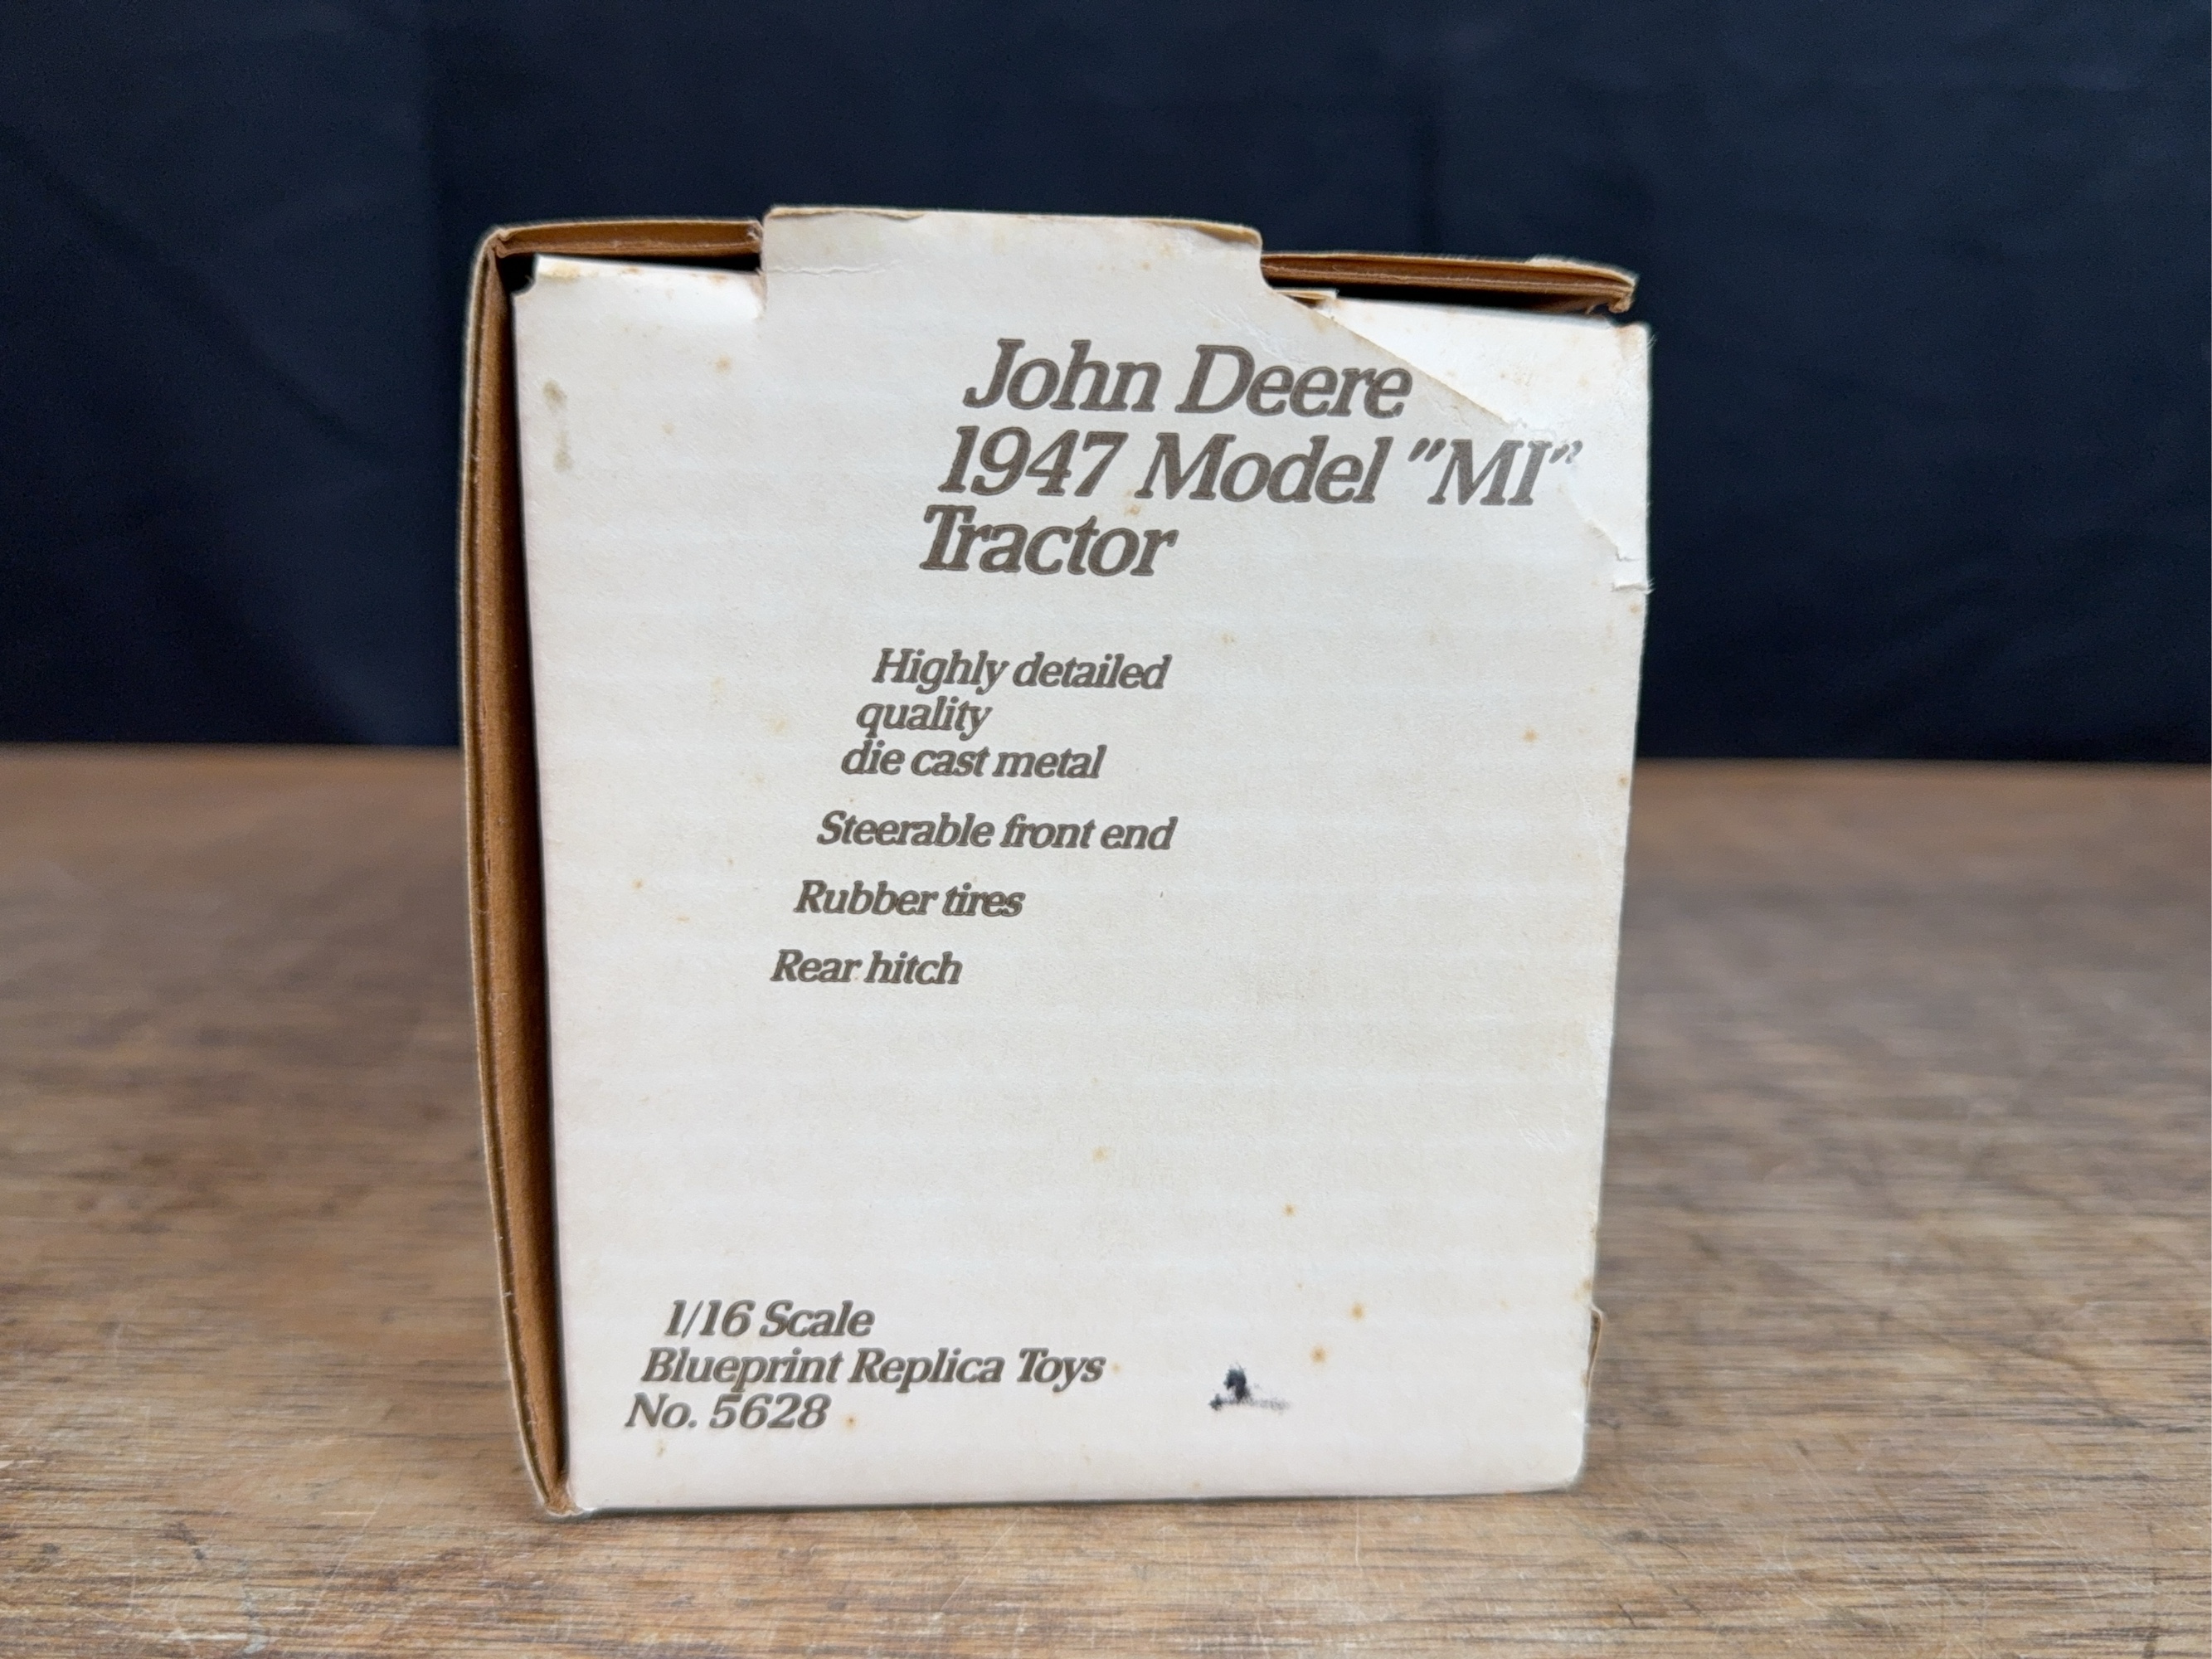 John Deere
1947 Model "MI"
Tractor
Highly detailed
quality
die cast metal
Steerable front end
Rubber tires
Rear hitch
1/16 Scale
Blueprint Replica Toys
No. 5628